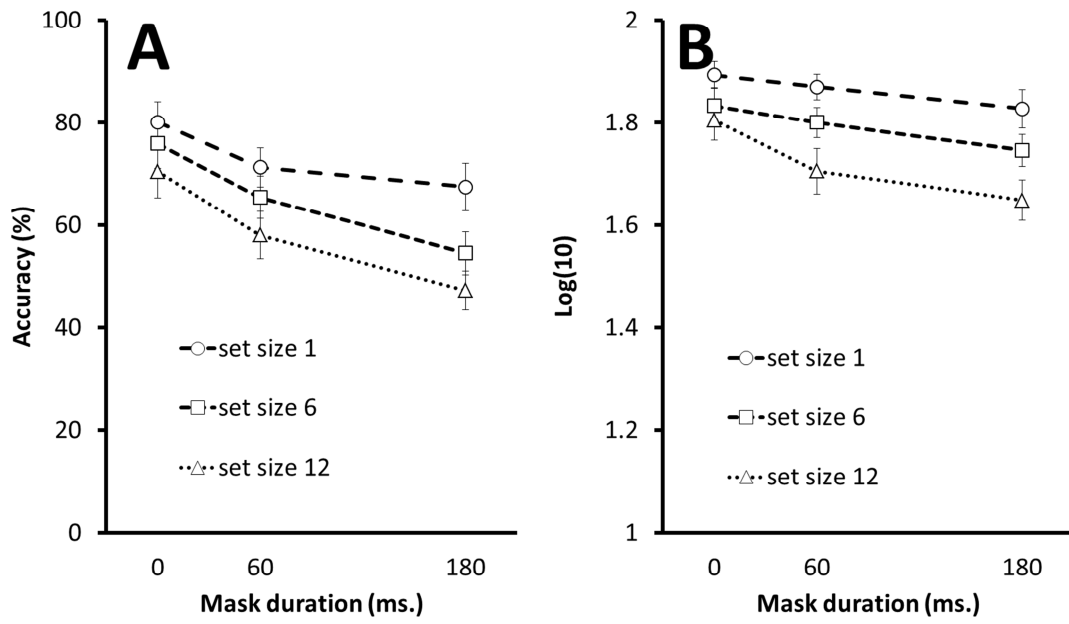 A
100
80
60
40
20
0
Accuracy (%)
set size 1
set size 6
set size 12
0 60 180
Mask duration (ms.)
B
2
1.8
1.6
1.4
1.2
1
Log(10)
set size 1
set size 6
set size 12
0 60 180
Mask duration (ms.)